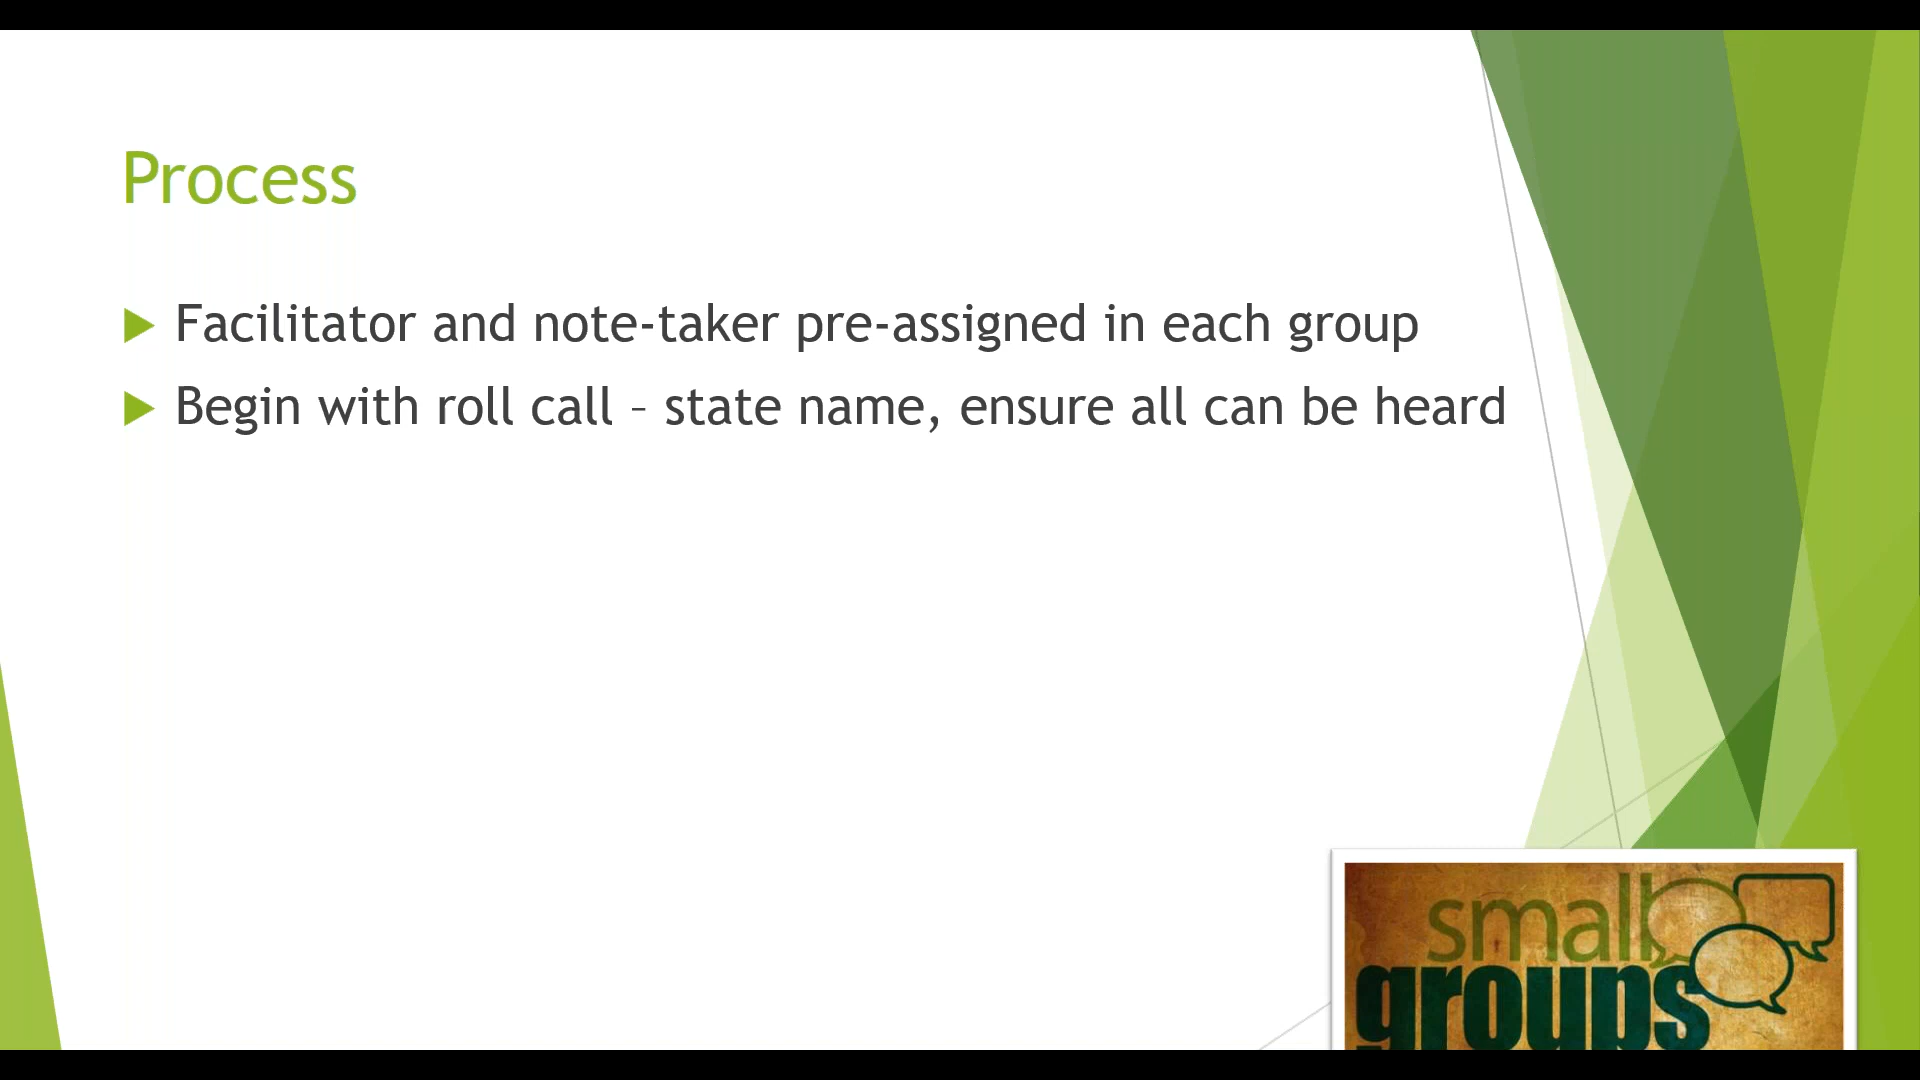 Process
Facilitator and note-taker pre-assigned in each group
Begin with roll call – state name, ensure all can be heard
small
groups